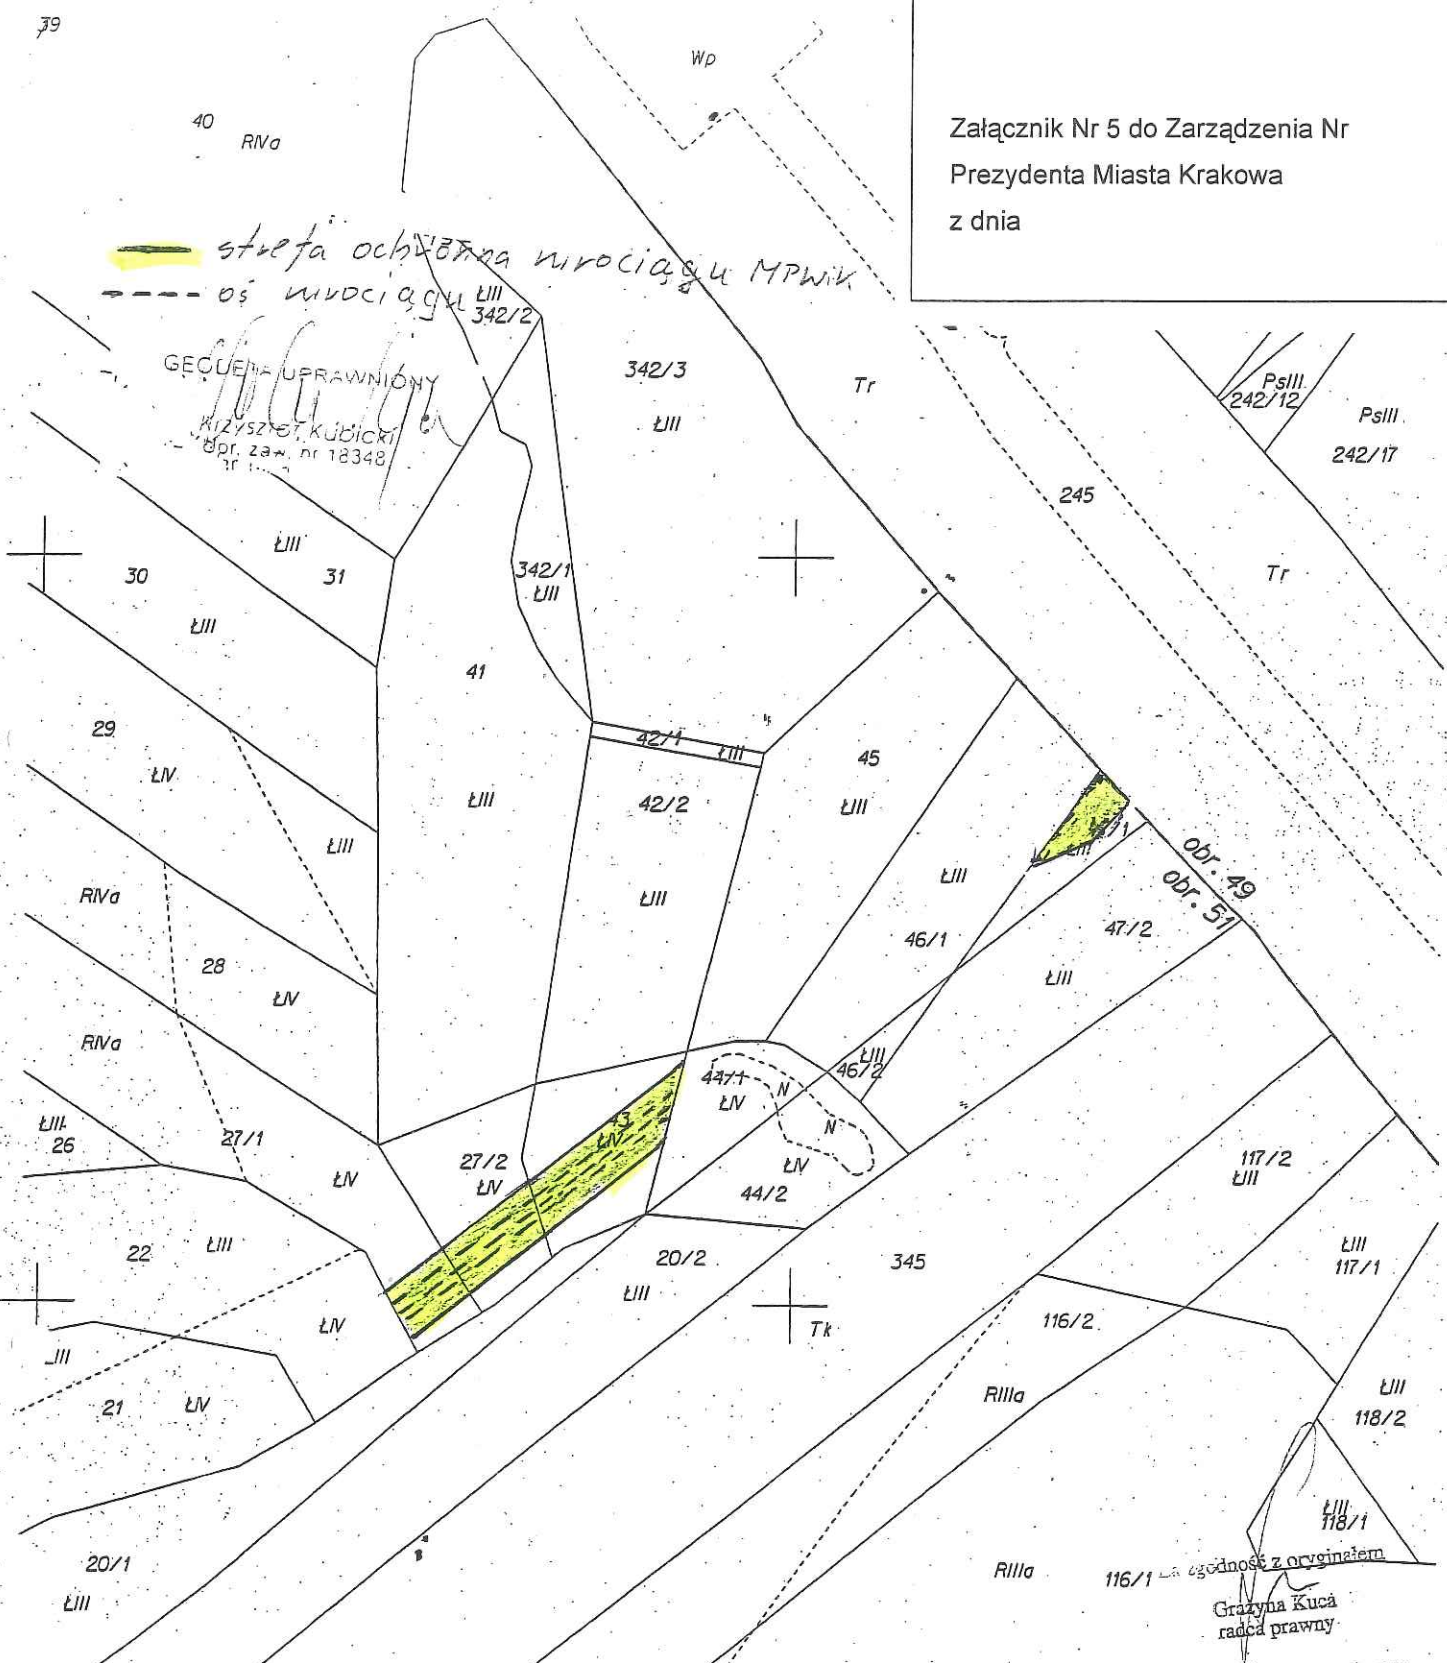 39
Wp
40
RIVa
Załącznik Nr 5 do Zarządzenia Nr
Prezydenta Miasta Krakowa
z dnia
strefa ochronna rurociągu MPWiK
oś rurociągu
ŁIII
342/2
GEODETA UPRAWNIONY
Krzysztof Kubicki
upr. zaw. nr 18348
342/3
ŁIII
Tr
PsIII
242/12
PsIII
242/17
245
Tr
ŁIII
31
30
ŁIII
342/1
ŁIII
41
29
ŁIV
42/1
ŁIII
45
ŁIII
42/2
ŁIII
ŁIII
ŁIII
47/1
ŁIII
obr. 49
obr. 51
RIVa
ŁIII
ŁIII
46/1
47/2
ŁIII
28
ŁIV
RIVa
ŁIII
46/2
44/1
ŁIV
N
N
ŁIII
26
27/1
ŁIV
43
ŁIV
27/2
ŁIV
ŁIV
44/2
117/2
ŁIII
22
ŁIII
20/2
ŁIII
345
ŁIII
117/1
ŁIV
Tk
116/2
21
ŁIV
RIIIa
ŁIII
118/2
ŁIII
118/1
20/1
ŁIII
RIIIa
116/1
zgodność z oryginałem
Grażyna Kuca
radca prawny